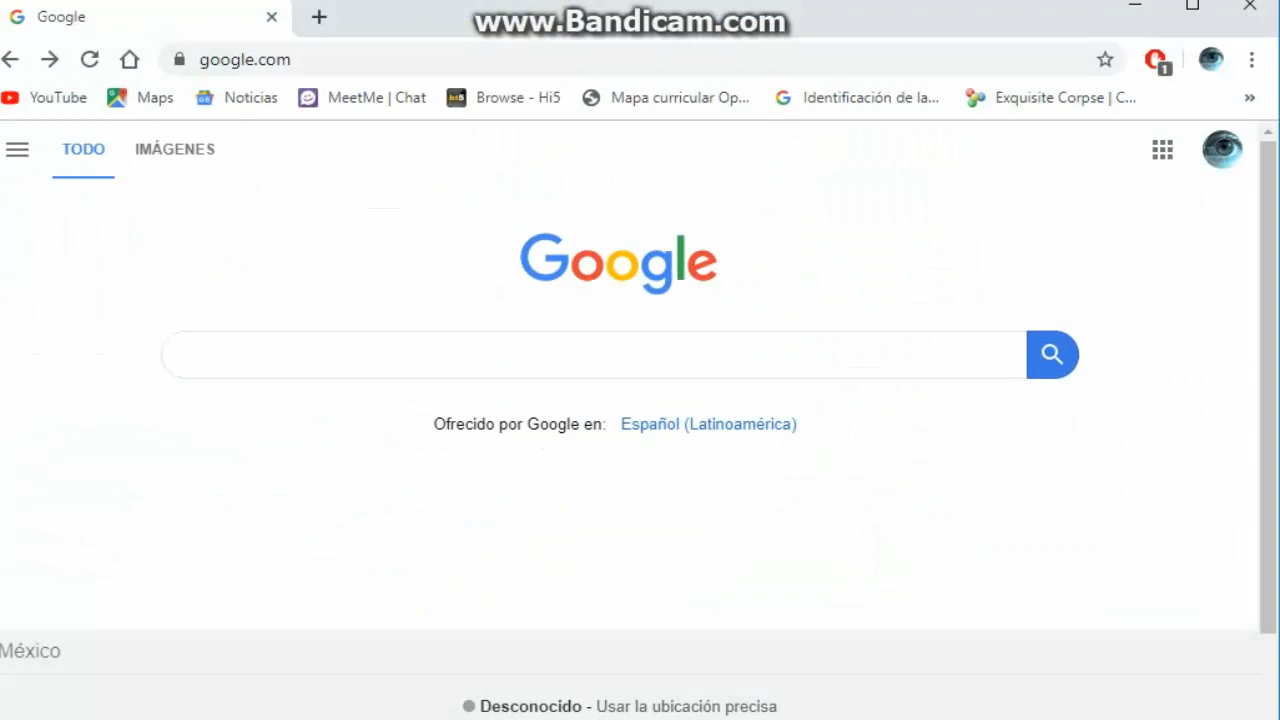 Google
www.Bandicam.com
google.com
1
YouTube Maps Noticias MeetMe | Chat Browse - Hi5 Mapa curricular Op... Identificación de la... Exquisite Corpse | C... »
TODO IMÁGENES
Google
Ofrecido por Google en: Español (Latinoamérica)
México
Desconocido - Usar la ubicación precisa